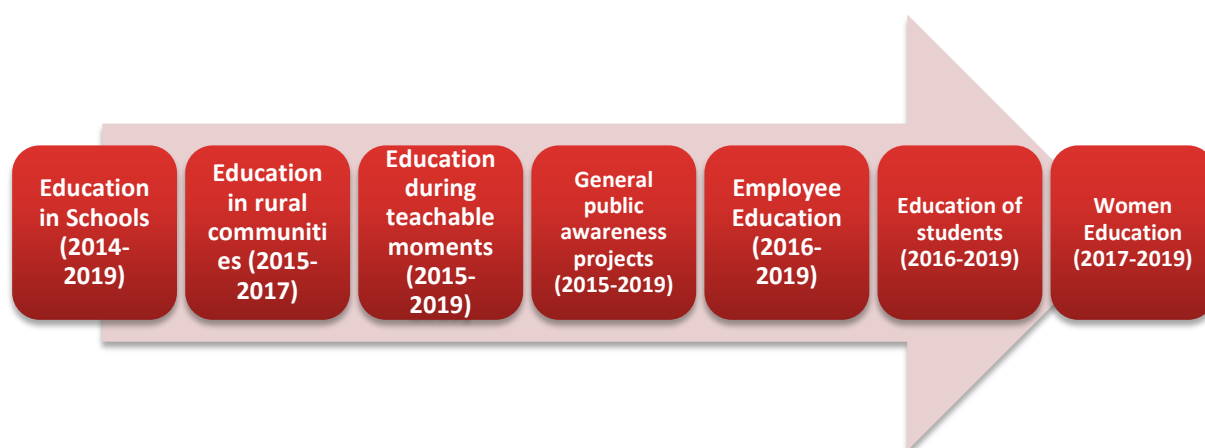 Education
in Schools
(2014-
2019)
Education
in rural
communiti
es (2015-
2017)
Education
during
teachable
moments
(2015-
2019)
General
public
awareness
projects
(2015-2019)
Employee
Education
(2016-
2019)
Education of
students
(2016-2019)
Women
Education
(2017-2019)